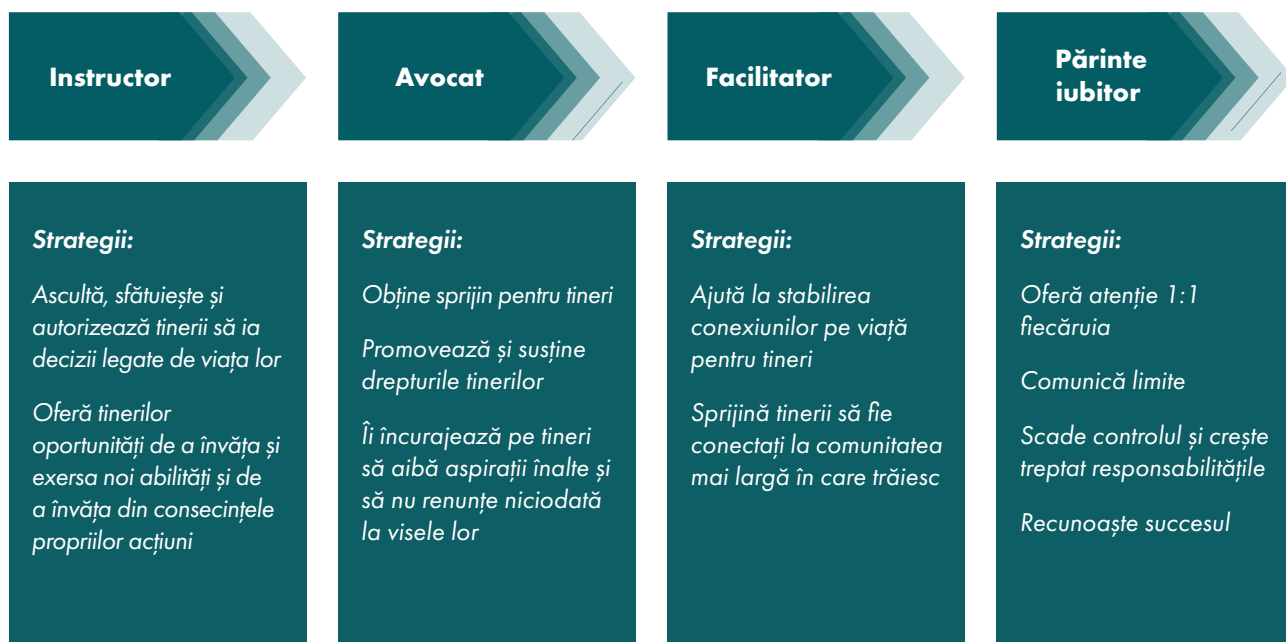 Instructor
Avocat
Facilitator
Părinte
iubitor
Strategii:
Ascultă, sfătuiește și
autorizează tinerii să ia
decizii legate de viața lor
Oferă tinerilor
oportunități de a învăța și
exersa noi abilități și de
a învăța din consecințele
propriilor acțiuni
Strategii:
Obține sprijin pentru tineri
Promovează și susține
drepturile tinerilor
Îi încurajează pe tineri
să aibă aspirații înalte și
să nu renunțe niciodată
la visele lor
Strategii:
Ajută la stabilirea
conexiunilor pe viață
pentru tineri
Sprijină tinerii să fie
conectați la comunitatea
mai largă în care trăiesc
Strategii:
Oferă atenție 1:1
fiecăruia
Comunică limite
Scade controlul și crește
treptat responsabilitățile
Recunoaște succesul